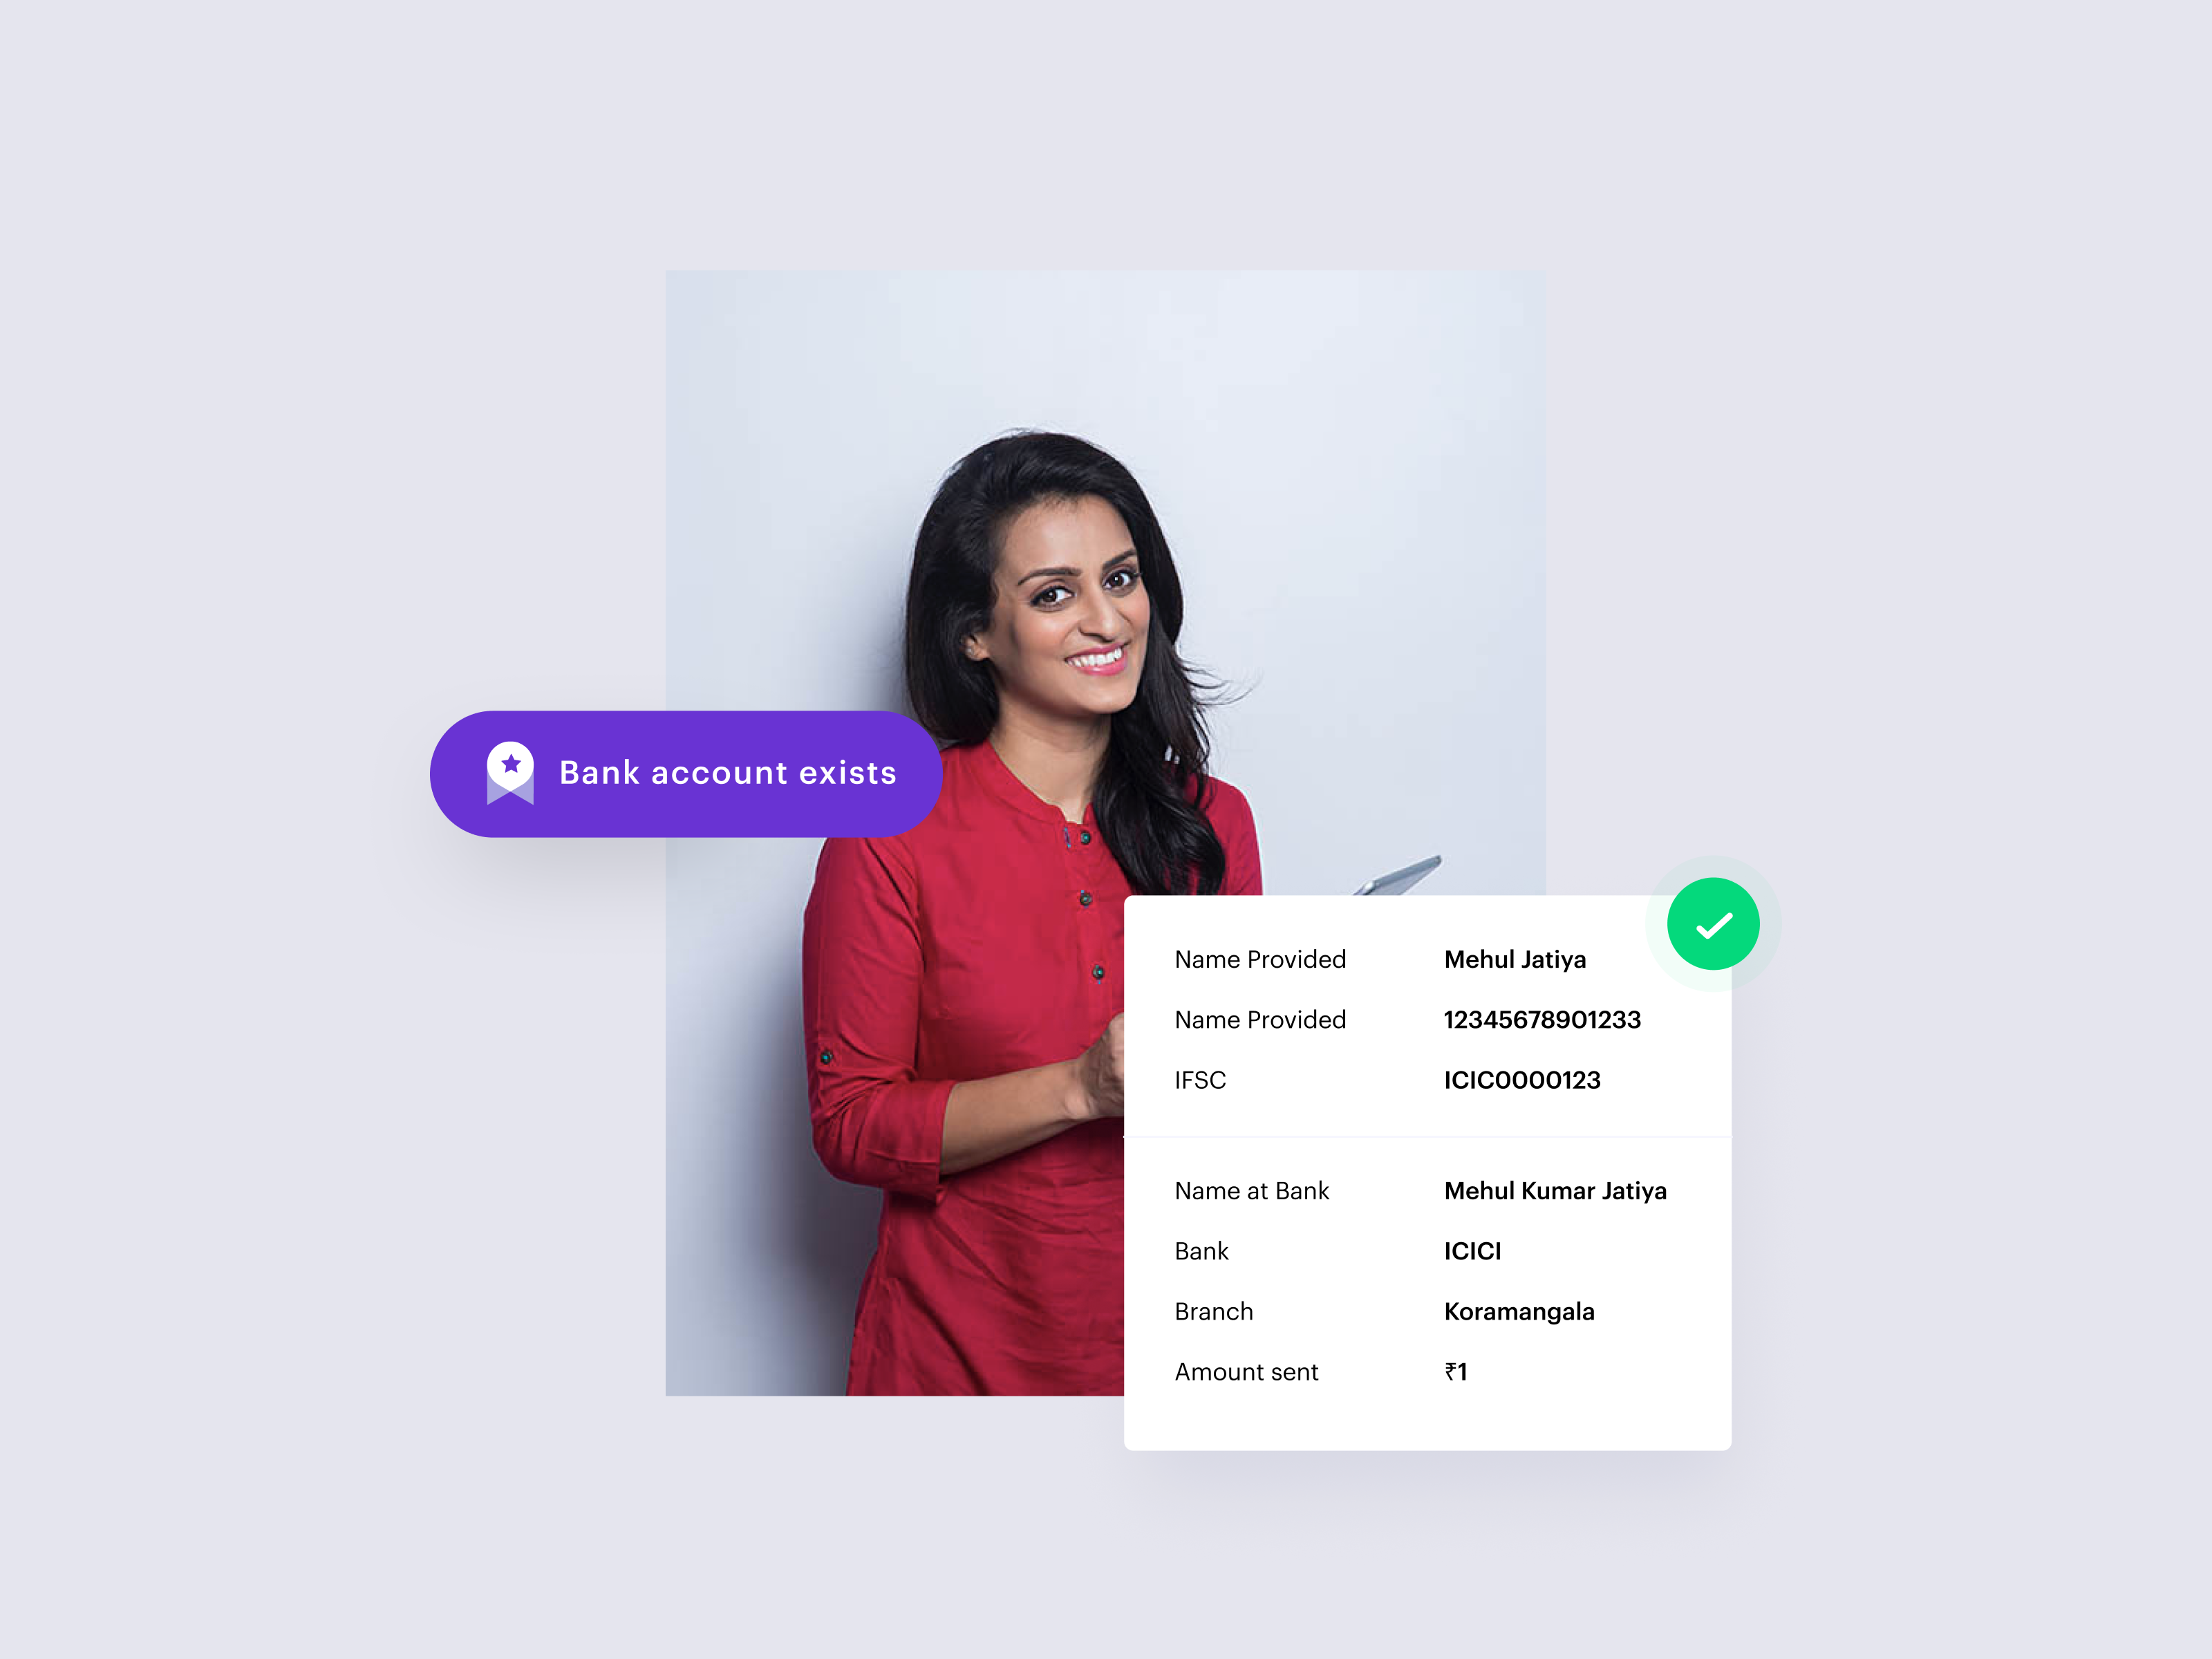 Bank account exists
Name Provided Mehul Jatiya
Name Provided 12345678901233
IFSC ICIC0000123
Name at Bank Mehul Kumar Jatiya
Bank ICICI
Branch Koramangala
Amount sent ₹1